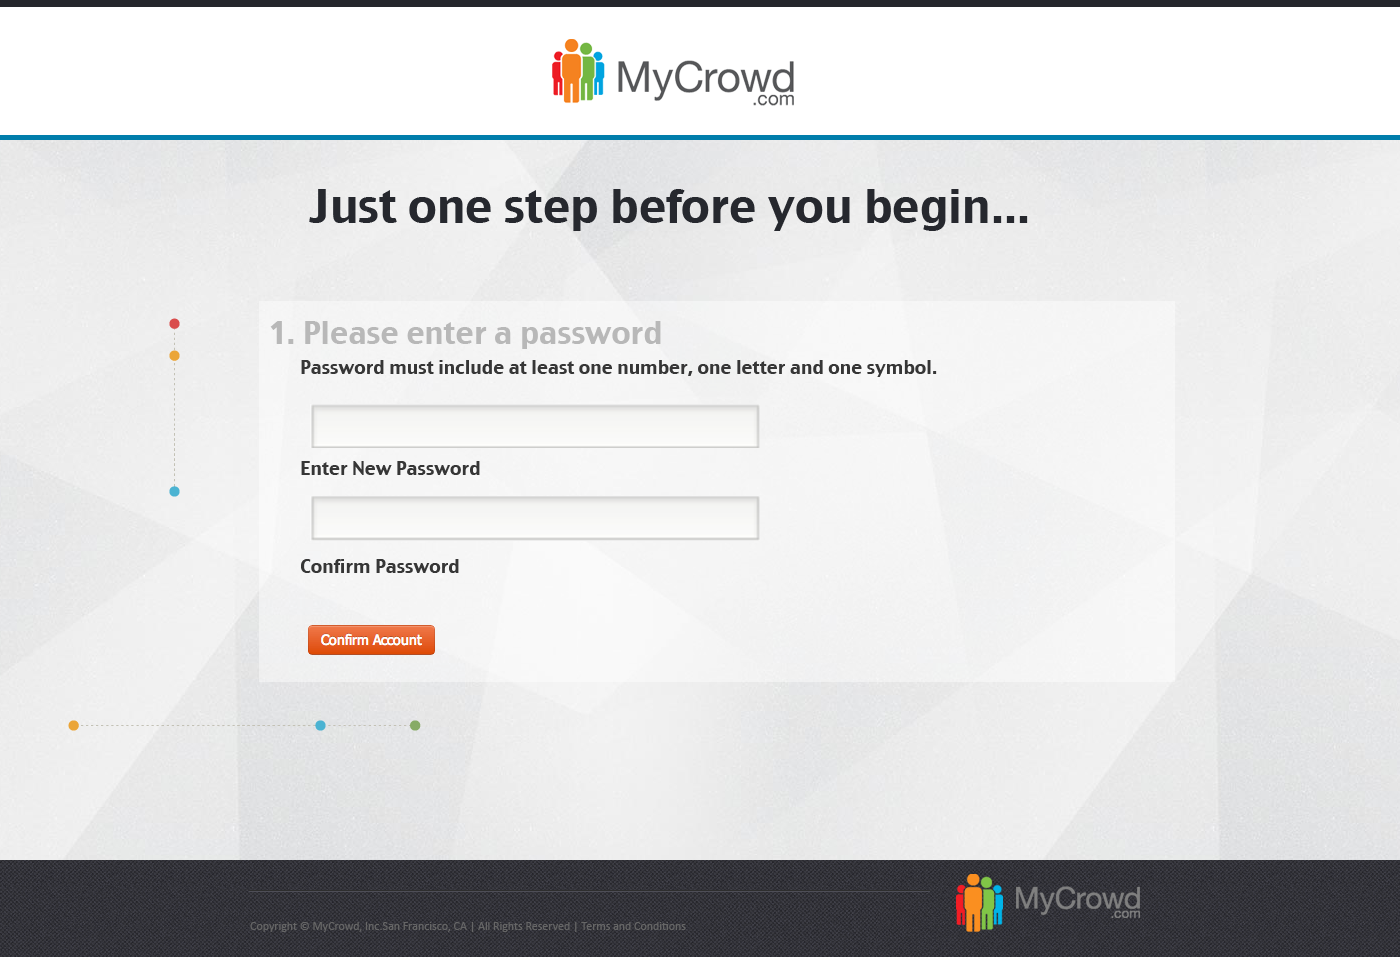 MyCrowd
.com
Just one step before you begin...
1. Please enter a password
Password must include at least one number, one letter and one symbol.
Enter New Password
Confirm Password
Confirm Account
MyCrowd
.com
Copyright © MyCrowd, Inc.San Francisco, CA | All Rights Reserved | Terms and Conditions